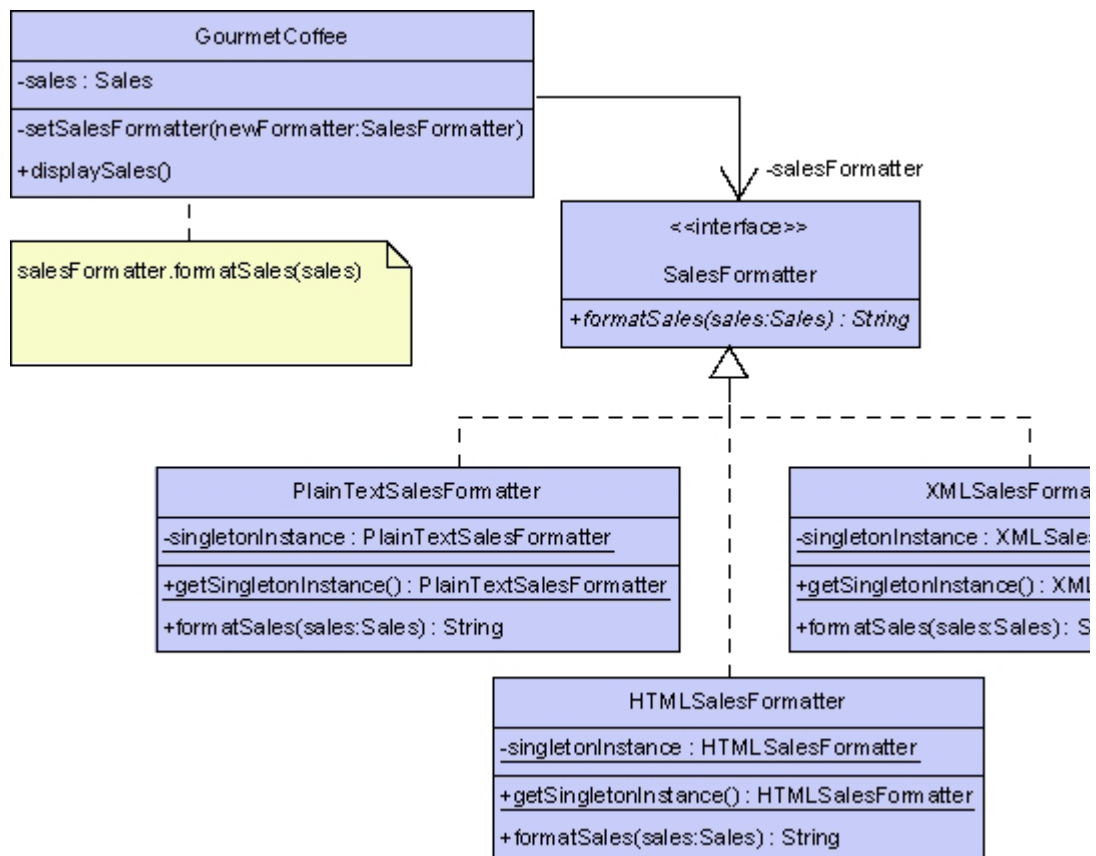 GourmetCoffee
-sales : Sales
-setSalesFormatter(newFormatter:SalesFormatter)
+displaySales()
-salesFormatter
salesFormatter.formatSales(sales)
<<interface>>
SalesFormatter
+formatSales(sales:Sales) : String
PlainTextSalesFormatter
-singletonInstance : PlainTextSalesFormatter
+getSingletonInstance() : PlainTextSalesFormatter
+formatSales(sales:Sales) : String
XMLSalesForma
-singletonInstance : XMLSales
+getSingletonInstance() : XML
+formatSales(sales:Sales) : S
HTMLSalesFormatter
-singletonInstance : HTMLSalesFormatter
+getSingletonInstance() : HTMLSalesFormatter
+formatSales(sales:Sales) : String